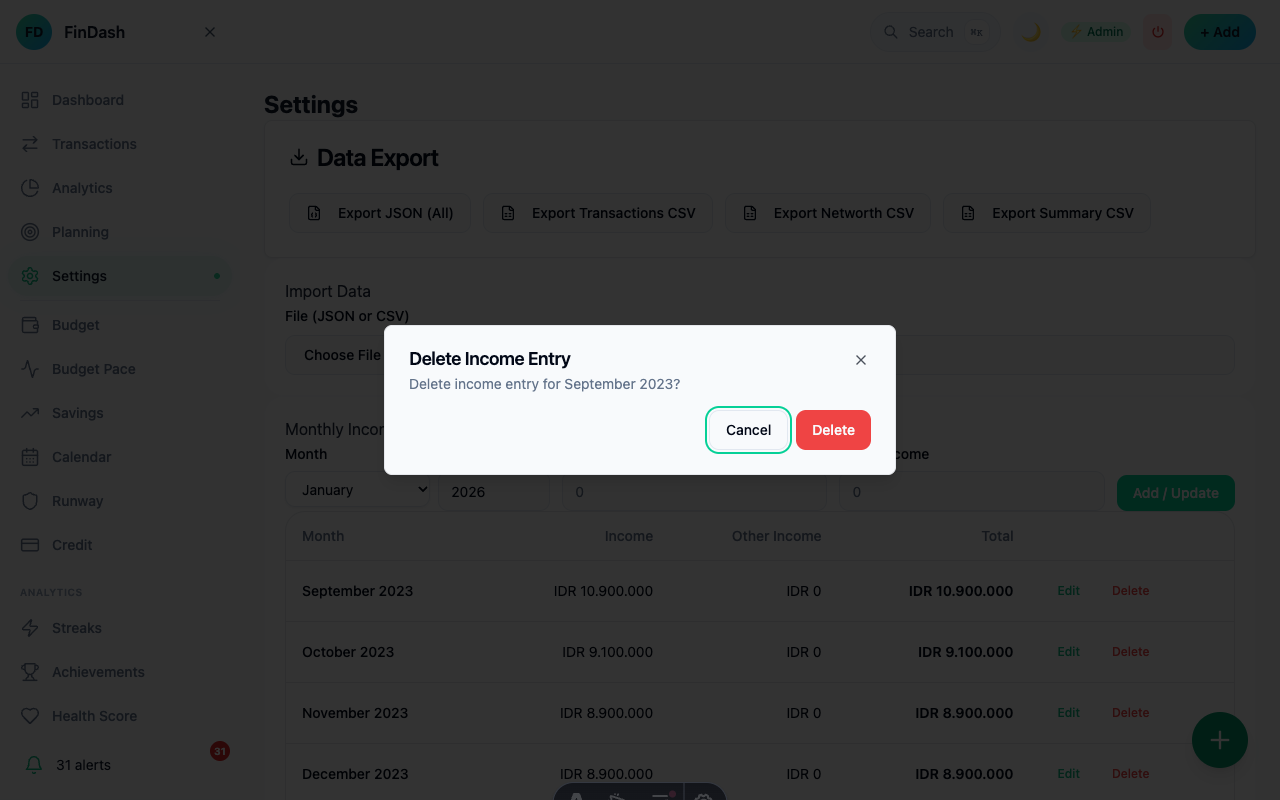 FD FinDash
Search ⌘K
⚡ Admin
+ Add
Dashboard
Transactions
Analytics
Planning
Settings
Budget
Budget Pace
Savings
Calendar
Runway
Credit
ANALYTICS
Streaks
Achievements
Health Score
31 alerts 31
Settings
Data Export
Export JSON (All) Export Transactions CSV Export Networth CSV Export Summary CSV
Import Data
File (JSON or CSV)
Choose File
Delete Income Entry
Delete income entry for September 2023?
Cancel Delete
Monthly Incor
Month come
January 2026 0 0 Add / Update
Month Income Other Income Total
September 2023 IDR 10.900.000 IDR 0 IDR 10.900.000 Edit Delete
October 2023 IDR 9.100.000 IDR 0 IDR 9.100.000 Edit Delete
November 2023 IDR 8.900.000 IDR 0 IDR 8.900.000 Edit Delete
December 2023 IDR 8.900.000 IDR 0 IDR 8.900.000 Edit Delete